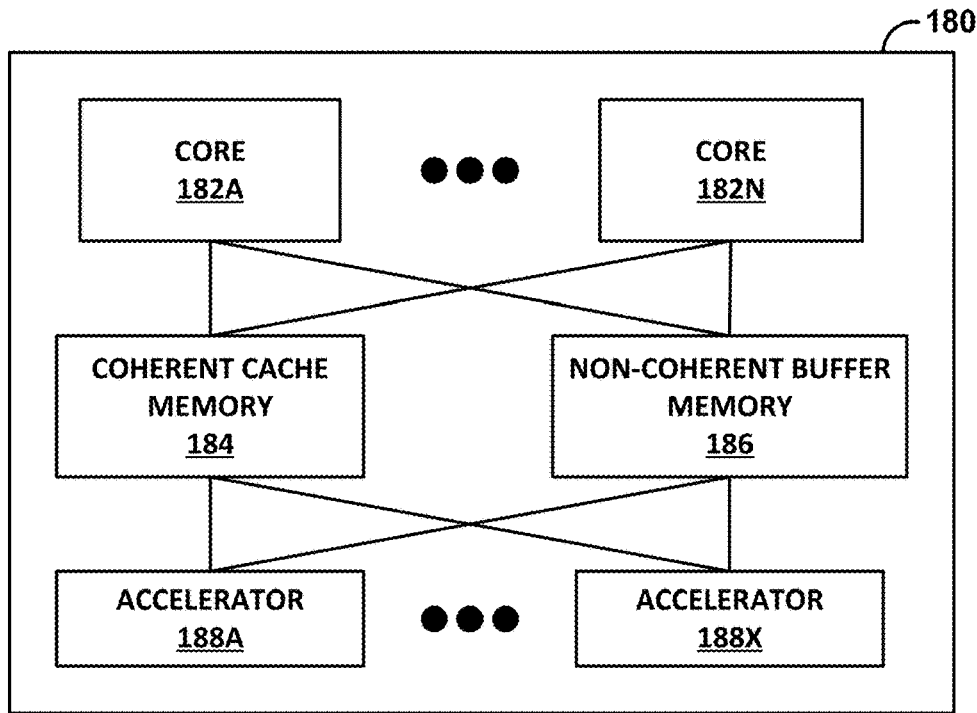 180
CORE
182A
CORE
182N
COHERENT CACHE
MEMORY
184
NON-COHERENT BUFFER
MEMORY
186
ACCELERATOR
188A
ACCELERATOR
188X